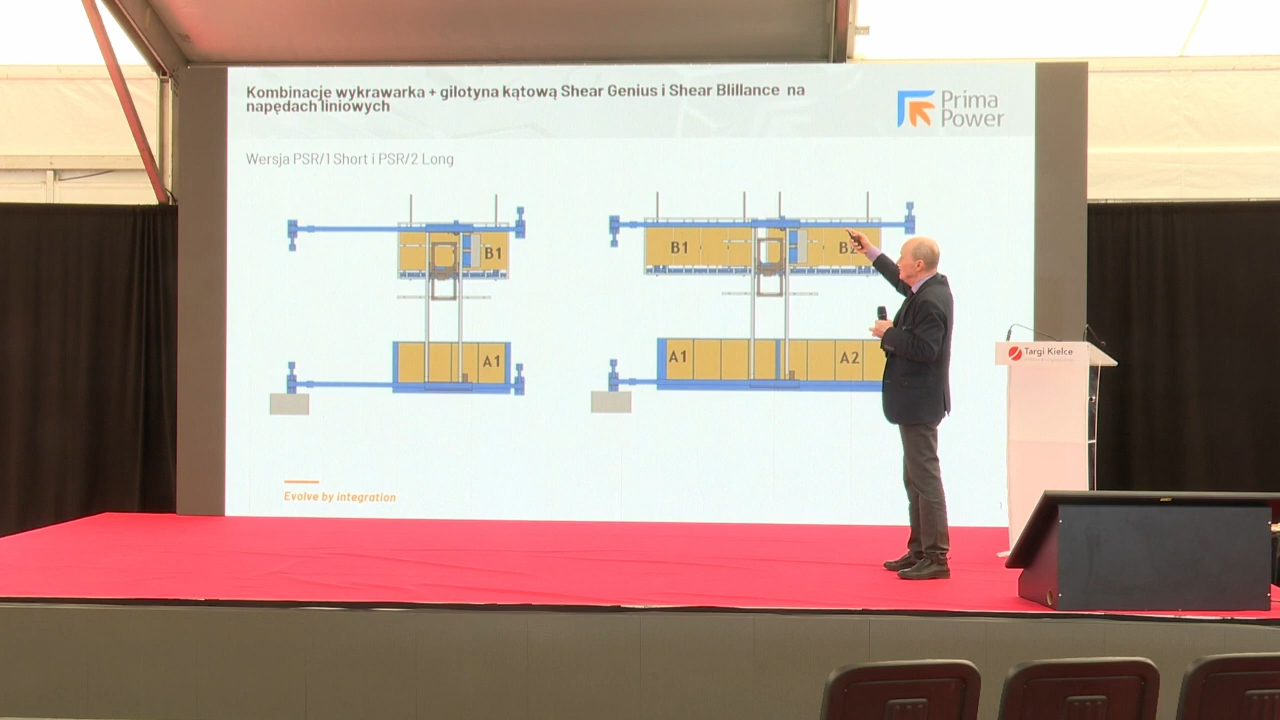 Kombinacje wykrawarka + gilotyna kątową Shear Genius i Shear Blillance na
napędach liniowych
Prima
Power
Wersja PSR/1 Short i PSR/2 Long
B1
A1
B1
B2
A1
A2
Evolve by integration
Targi Kielce